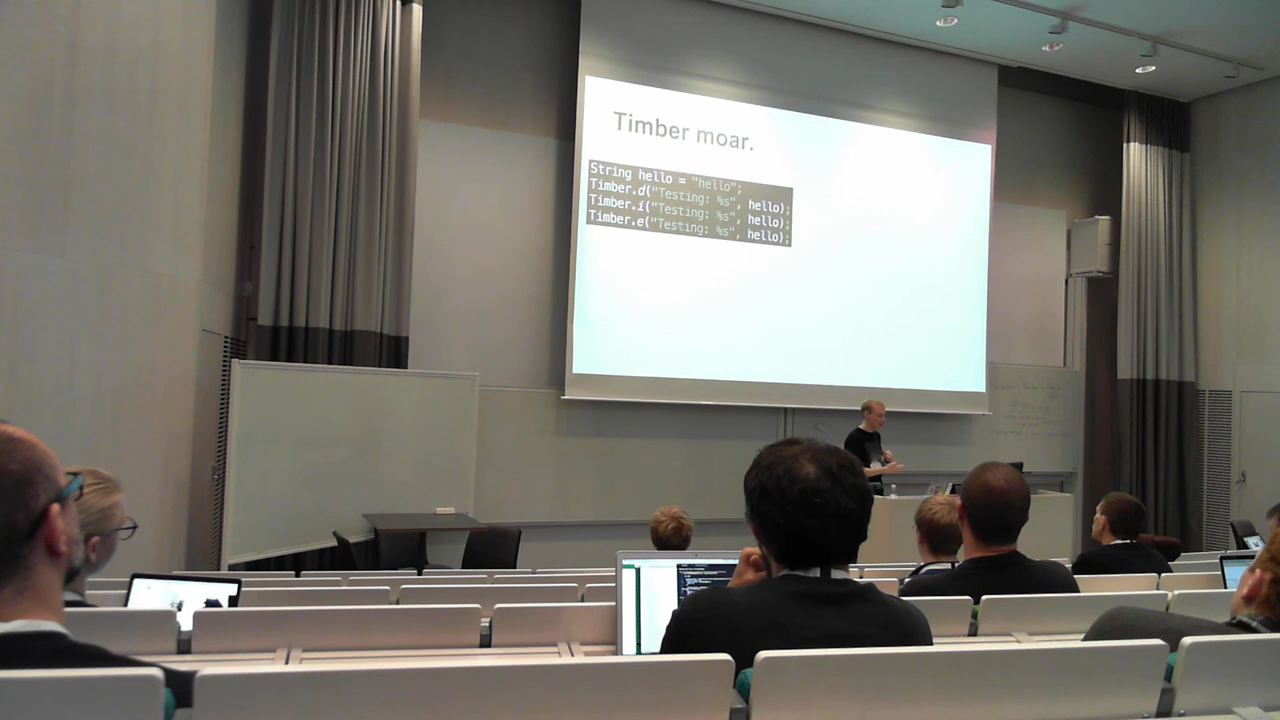 Timber moar.
String hello = "hello";
Timber.d("Testing: %s", hello);
Timber.i("Testing: %s", hello);
Timber.e("Testing: %s", hello);